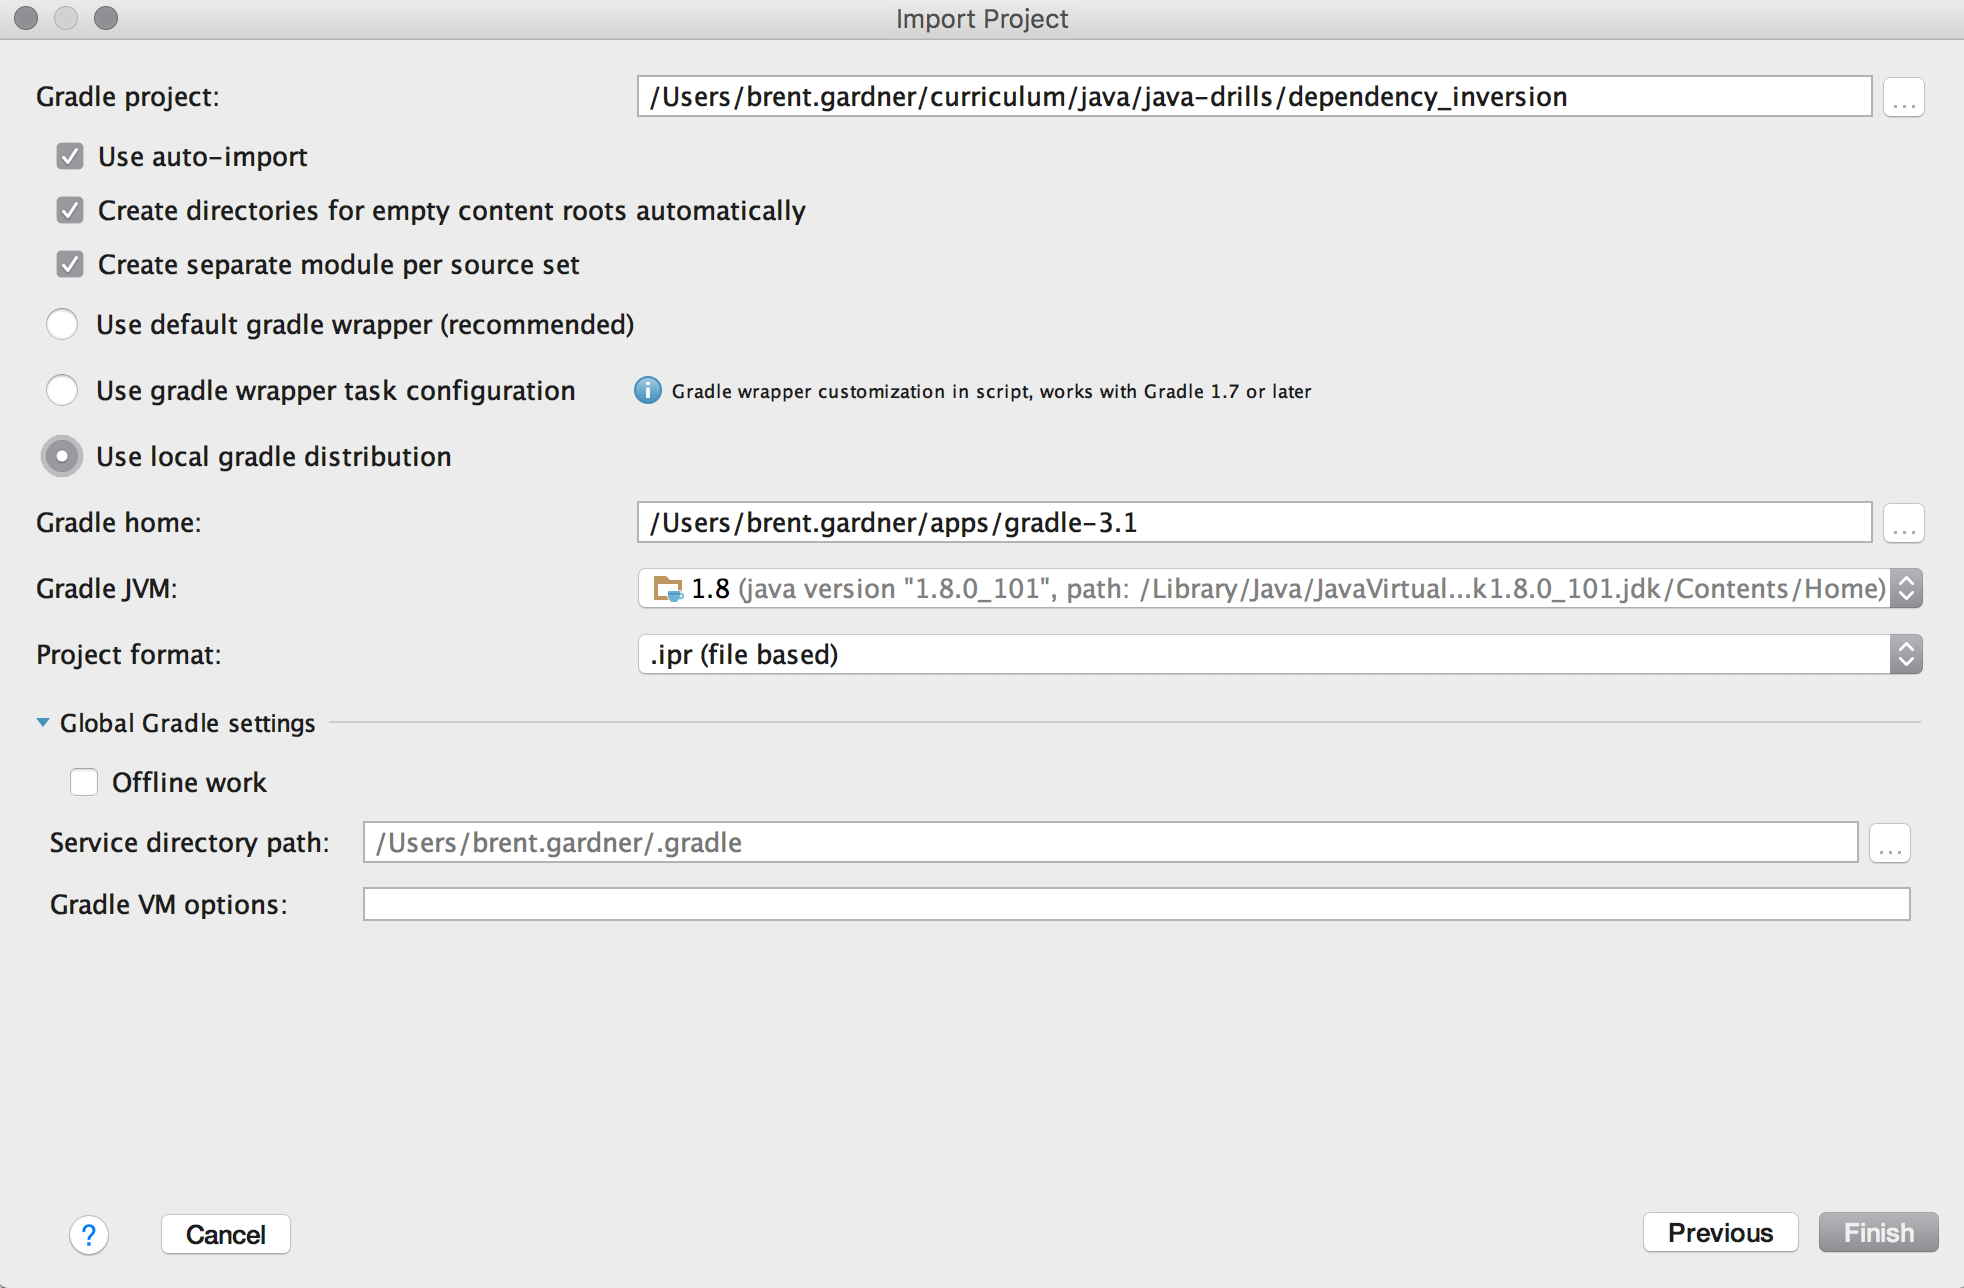 Import Project
Gradle project: /Users/brent.gardner/curriculum/java/java-drills/dependency_inversion ...
Use auto-import
Create directories for empty content roots automatically
Create separate module per source set
Use default gradle wrapper (recommended)
Use gradle wrapper task configuration i Gradle wrapper customization in script, works with Gradle 1.7 or later
Use local gradle distribution
Gradle home: /Users/brent.gardner/apps/gradle-3.1 ...
Gradle JVM: 1.8 (java version "1.8.0_101", path: /Library/Java/JavaVirtual...k1.8.0_101.jdk/Contents/Home)
Project format: .ipr (file based)
Global Gradle settings
Offline work
Service directory path: /Users/brent.gardner/.gradle ...
Gradle VM options:
? Cancel Previous Finish